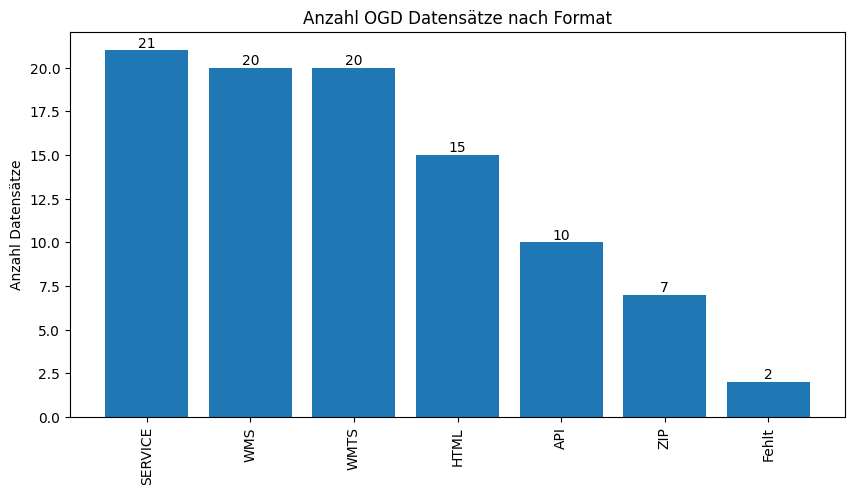 Anzahl OGD Datensätze nach Format
Anzahl Datensätze
20.0
17.5
15.0
12.5
10.0
7.5
5.0
2.5
0.0
21
20
20
15
10
7
2
SERVICE
WMS
WMTS
HTML
API
ZIP
Fehlt